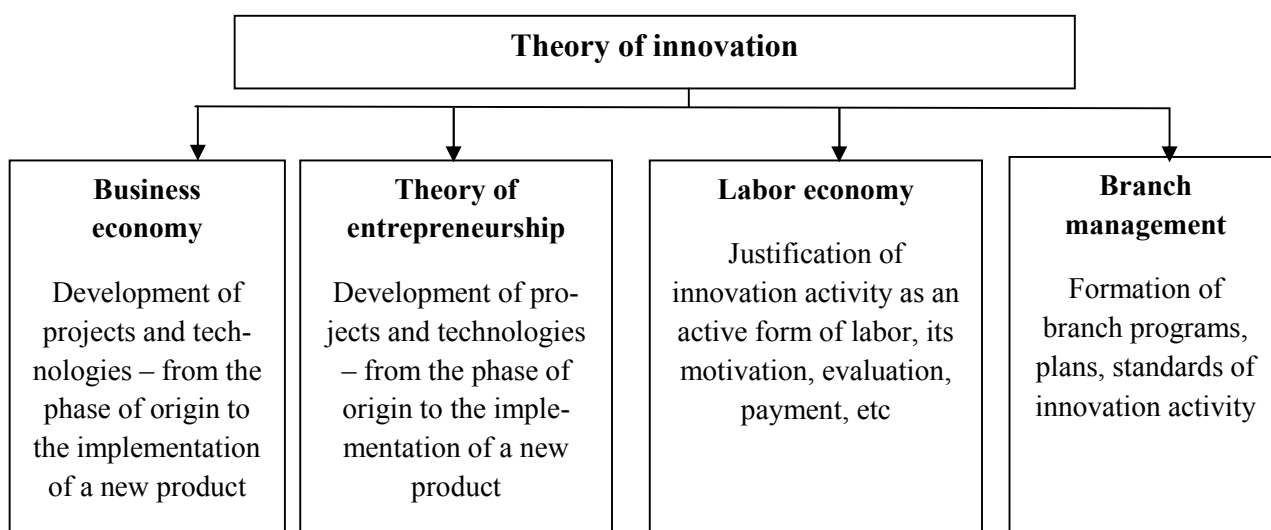 Theory of innovation
Business
economy
Development of
projects and tech-
nologies – from the
phase of origin to
the implementation
of a new product
Theory of
entrepreneurship
Development of pro-
jects and technologies
– from the phase of
origin to the imple-
mentation of a new
product
Labor economy
Justification of
innovation activity as an
active form of labor, its
motivation, evaluation,
payment, etc
Branch
management
Formation of
branch programs,
plans, standards of
innovation activity